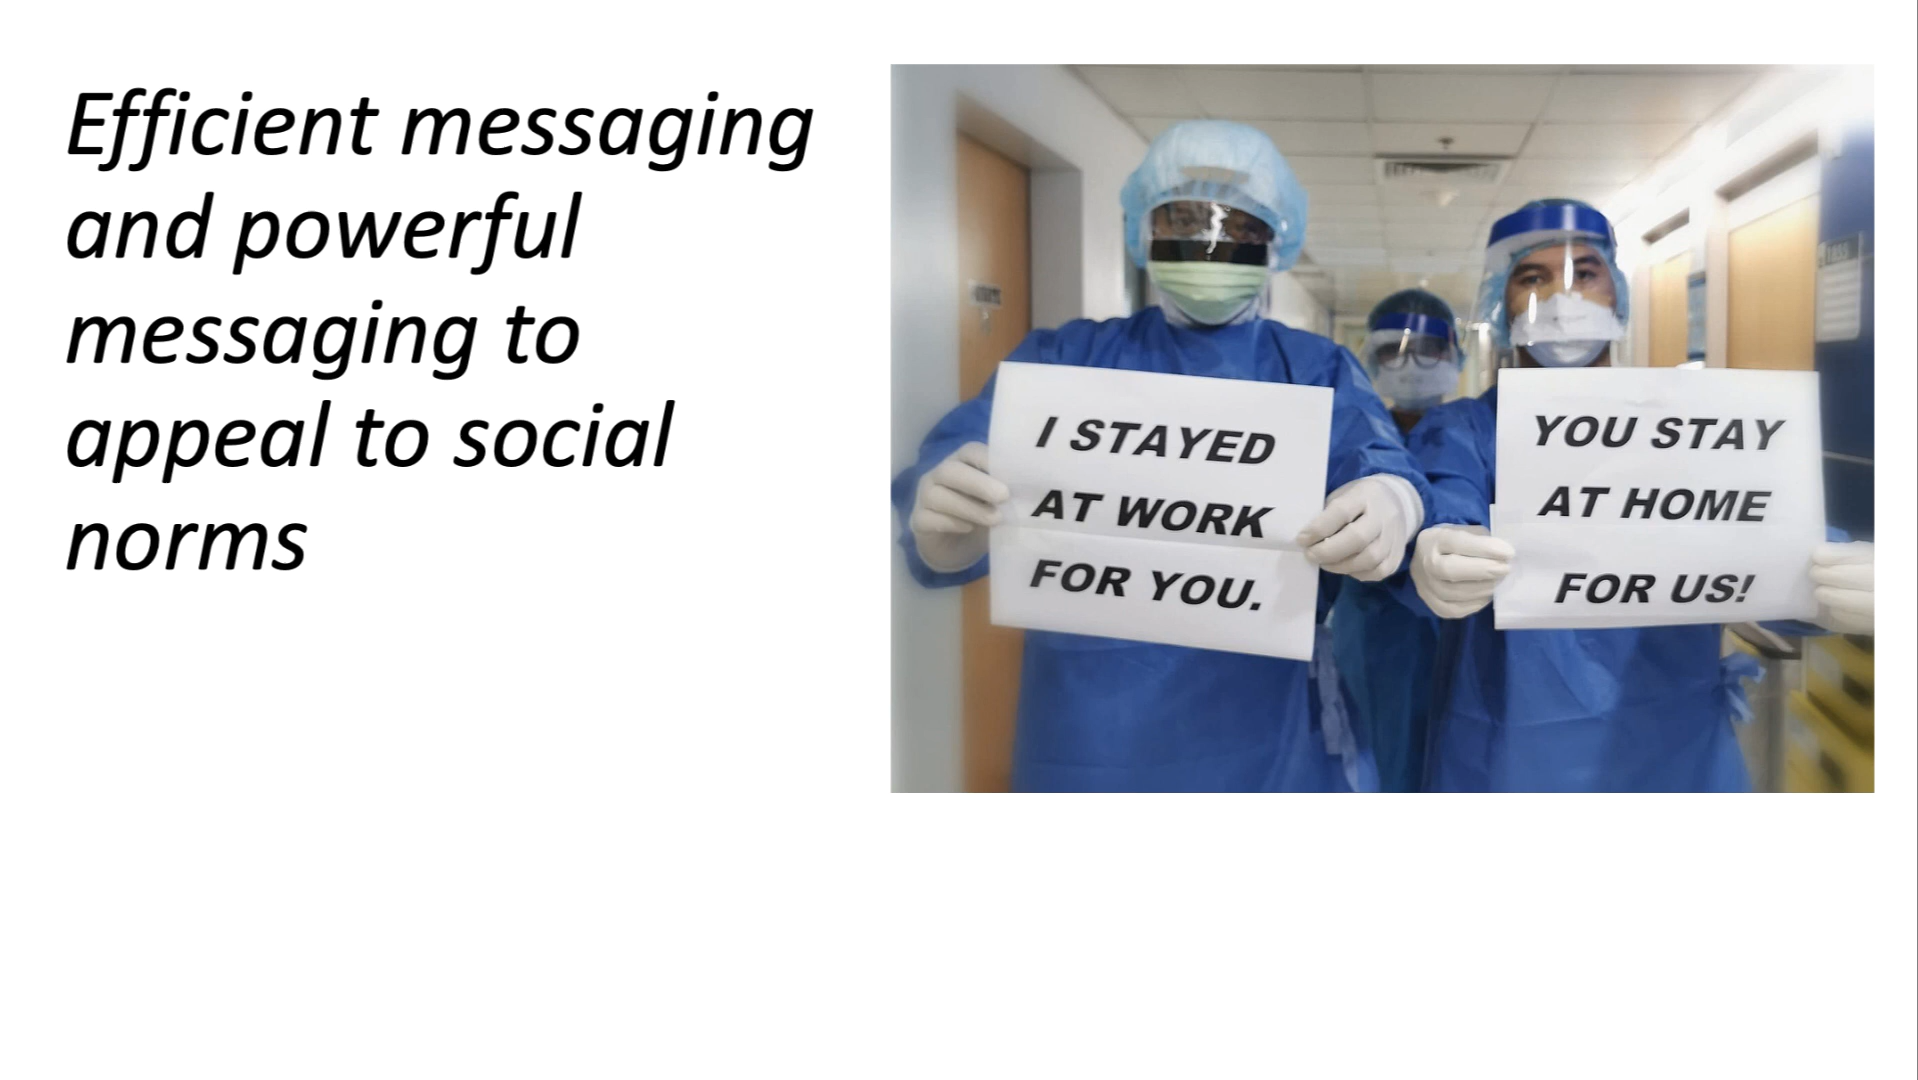 Efficient messaging
and powerful
messaging to
appeal to social
norms
I STAYED
AT WORK
FOR YOU.
YOU STAY
AT HOME
FOR US!